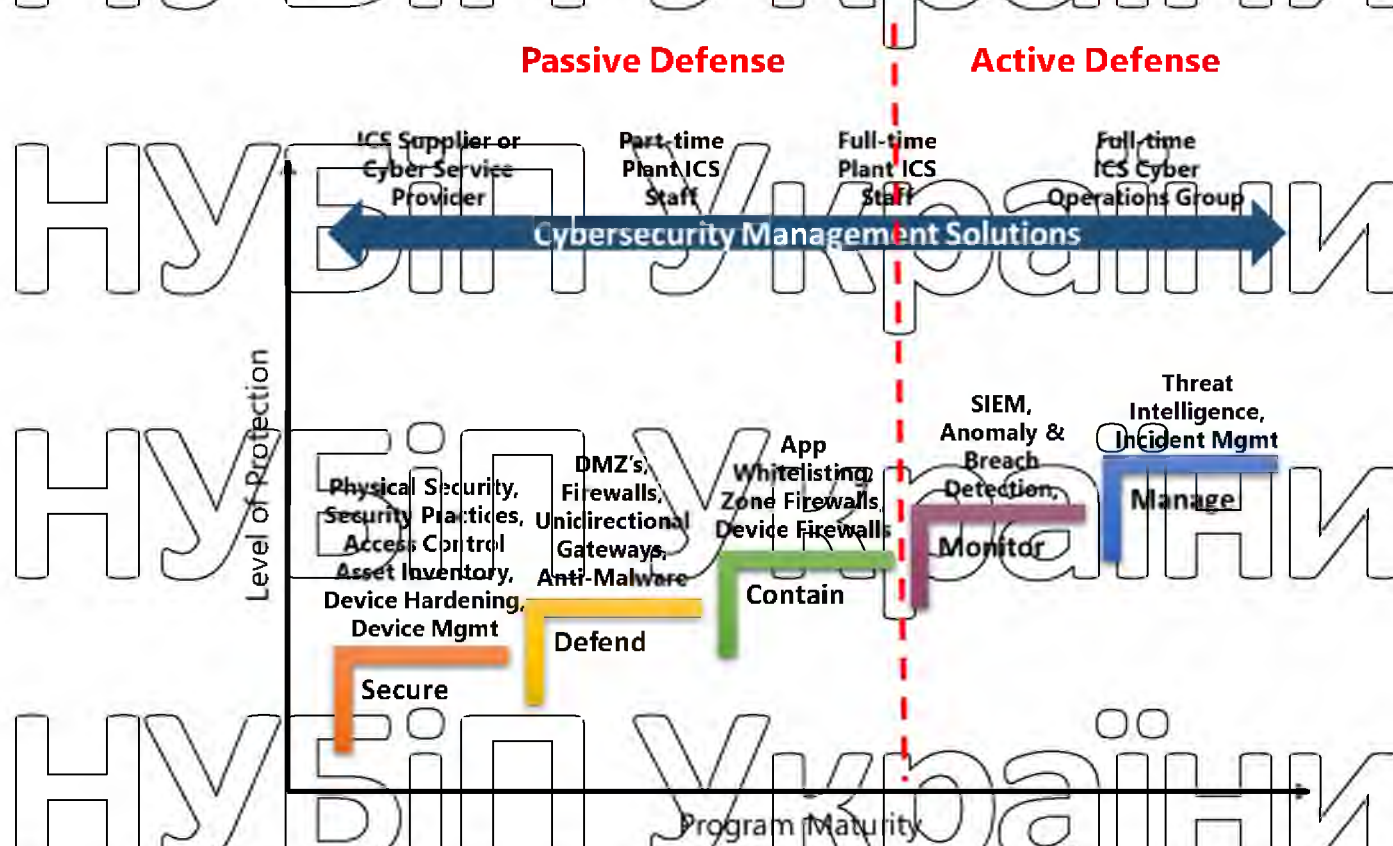 Passive Defense
Active Defense
ICS Supplier or
Cyber Service
Provider
Part-time
Plant ICS
Staff
Full-time
Plant ICS
Staff
Full-time
ICS Cyber
Operations Group
Cybersecurity Management Solutions
Level of Protection
Physical Security,
Security Practices,
Access Control
Asset Inventory,
Device Hardening,
Device Mgmt
Secure
DMZ's,
Firewalls,
Unidirectional
Gateways,
Anti-Malware
Defend
App
Whitelisting,
Zone Firewalls,
Device Firewalls
Contain
SIEM,
Anomaly &
Breach
Detection,
Monitor
Threat
Intelligence,
Incident Mgmt
Manage
Program Maturity
НУБіП України
НУБіП України
НУБіП України